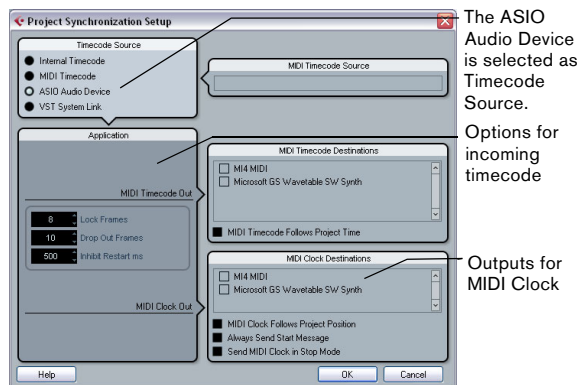 Project Synchronization Setup
Timecode Source
Internal Timecode
MIDI Timecode
ASIO Audio Device
VST System Link
MIDI Timecode Source
Application
MIDI Timecode Out
8 Lock Frames
10 Drop Out Frames
500 Inhibit Restart ms
MIDI Clock Out
MIDI Timecode Destinations
MI4 MIDI
Microsoft GS Wavetable SW Synth
MIDI Timecode Follows Project Time
MIDI Clock Destinations
MI4 MIDI
Microsoft GS Wavetable SW Synth
MIDI Clock Follows Project Position
Always Send Start Message
Send MIDI Clock in Stop Mode
Help
OK
Cancel
The ASIO
Audio Device
is selected as
Timecode
Source.
Options for
incoming
timecode
Outputs for
MIDI Clock